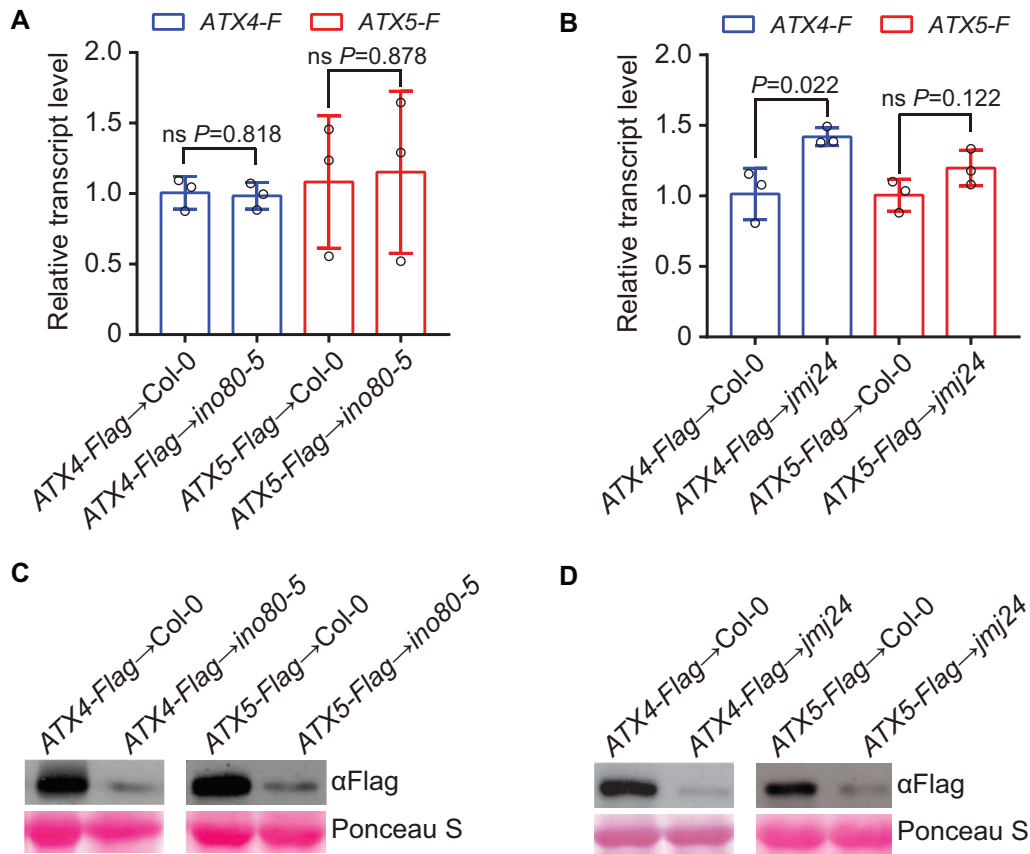 A
ATX4-F ATX5-F
Relative transcript level
2.0
1.5
1.0
0.5
0
ns P=0.818
ns P=0.878
ATX4-Flag→Col-0
ATX4-Flag→ino80-5
ATX5-Flag→Col-0
ATX5-Flag→ino80-5
B
ATX4-F ATX5-F
Relative transcript level
2.0
1.5
1.0
0.5
0
P=0.022
ns P=0.122
ATX4-Flag→Col-0
ATX4-Flag→jmj24
ATX5-Flag→Col-0
ATX5-Flag→jmj24
C
ATX4-Flag→Col-0
ATX4-Flag→ino80-5
ATX5-Flag→Col-0
ATX5-Flag→ino80-5
αFlag
Ponceau S
D
ATX4-Flag→Col-0
ATX4-Flag→jmj24
ATX5-Flag→Col-0
ATX5-Flag→jmj24
αFlag
Ponceau S